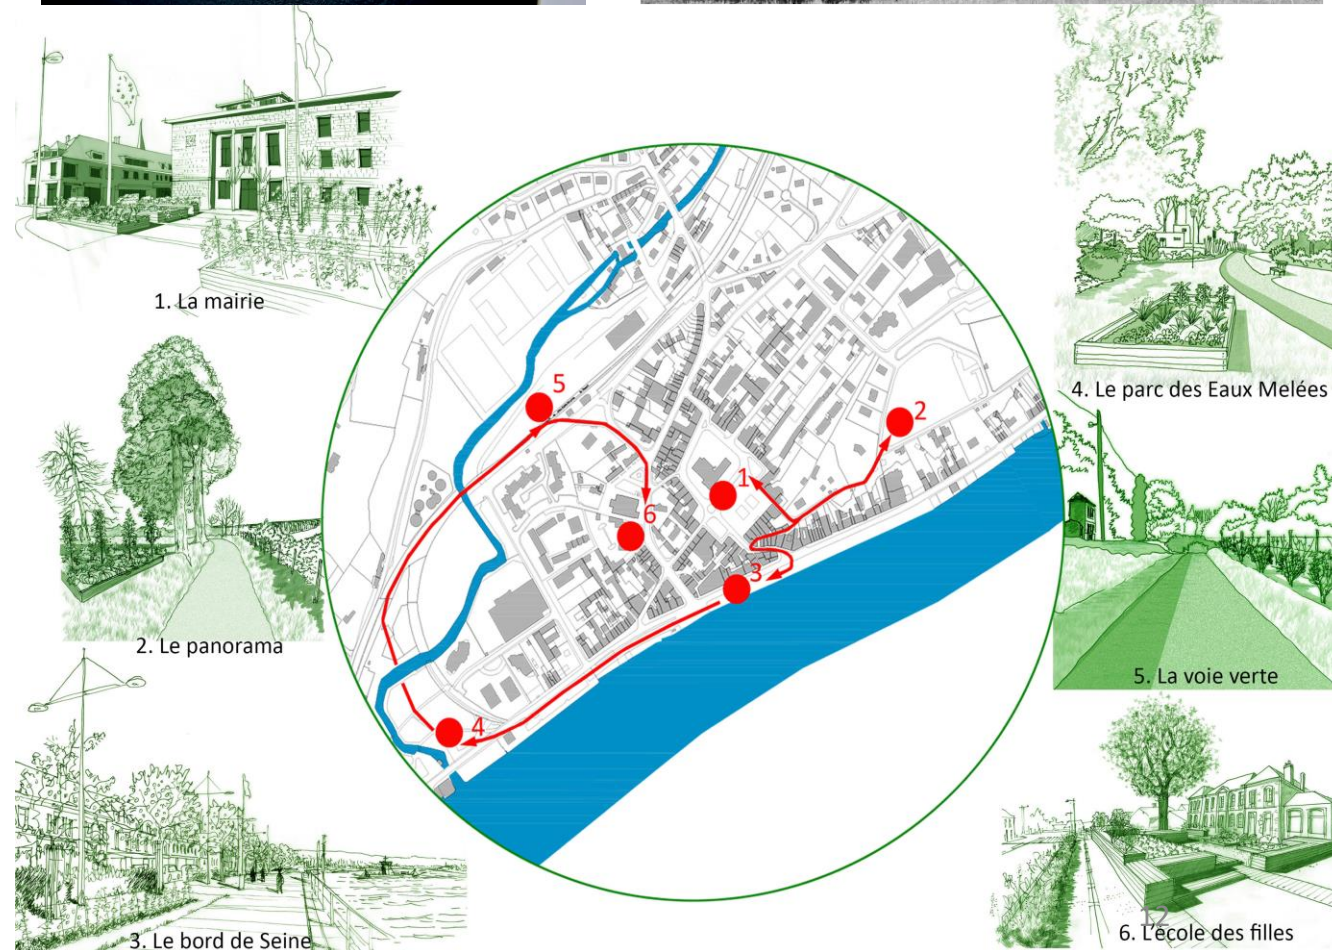 1. La mairie
2. Le panorama
3. Le bord de Seine
4. Le parc des Eaux Melées
5. La voie verte
6. L'école des filles
12
5
2
1
6
3
4